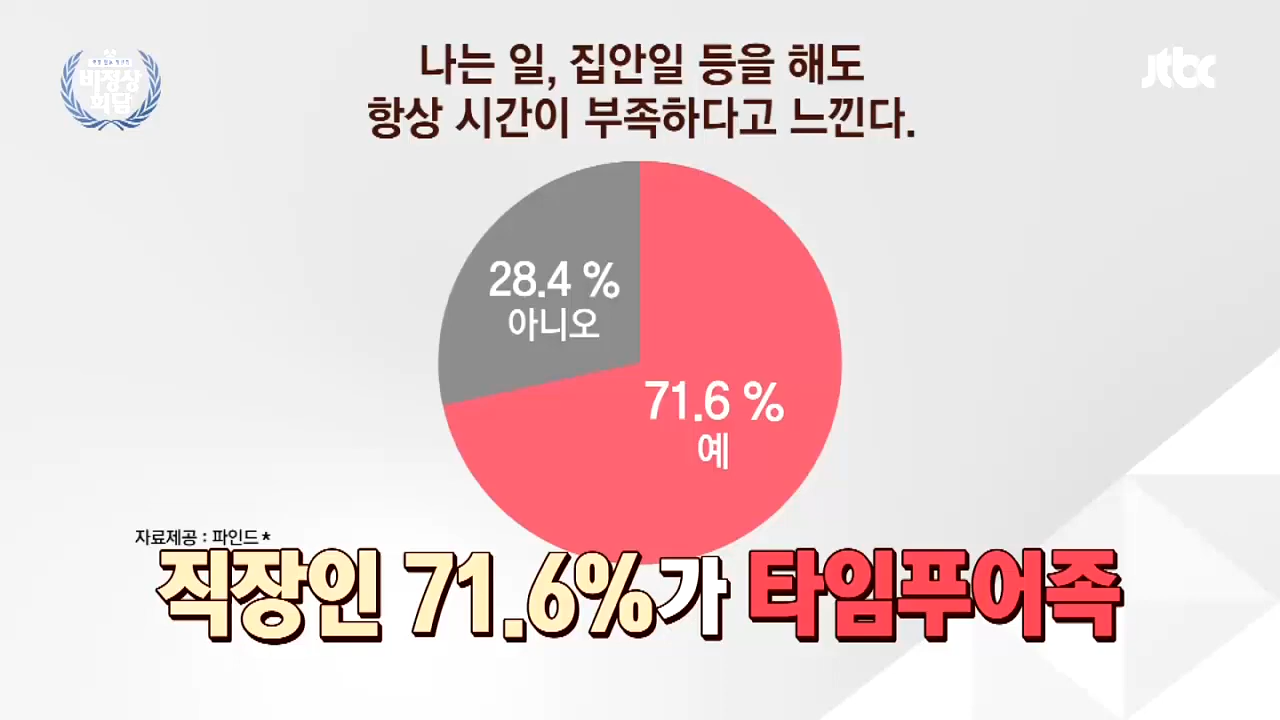 비정상
회담
jtbc
나는 일, 집안일 등을 해도
항상 시간이 부족하다고 느낀다.
28.4 %
아니오
71.6 %
예
자료제공 : 파인드*
직장인 71.6%가 타임푸어족